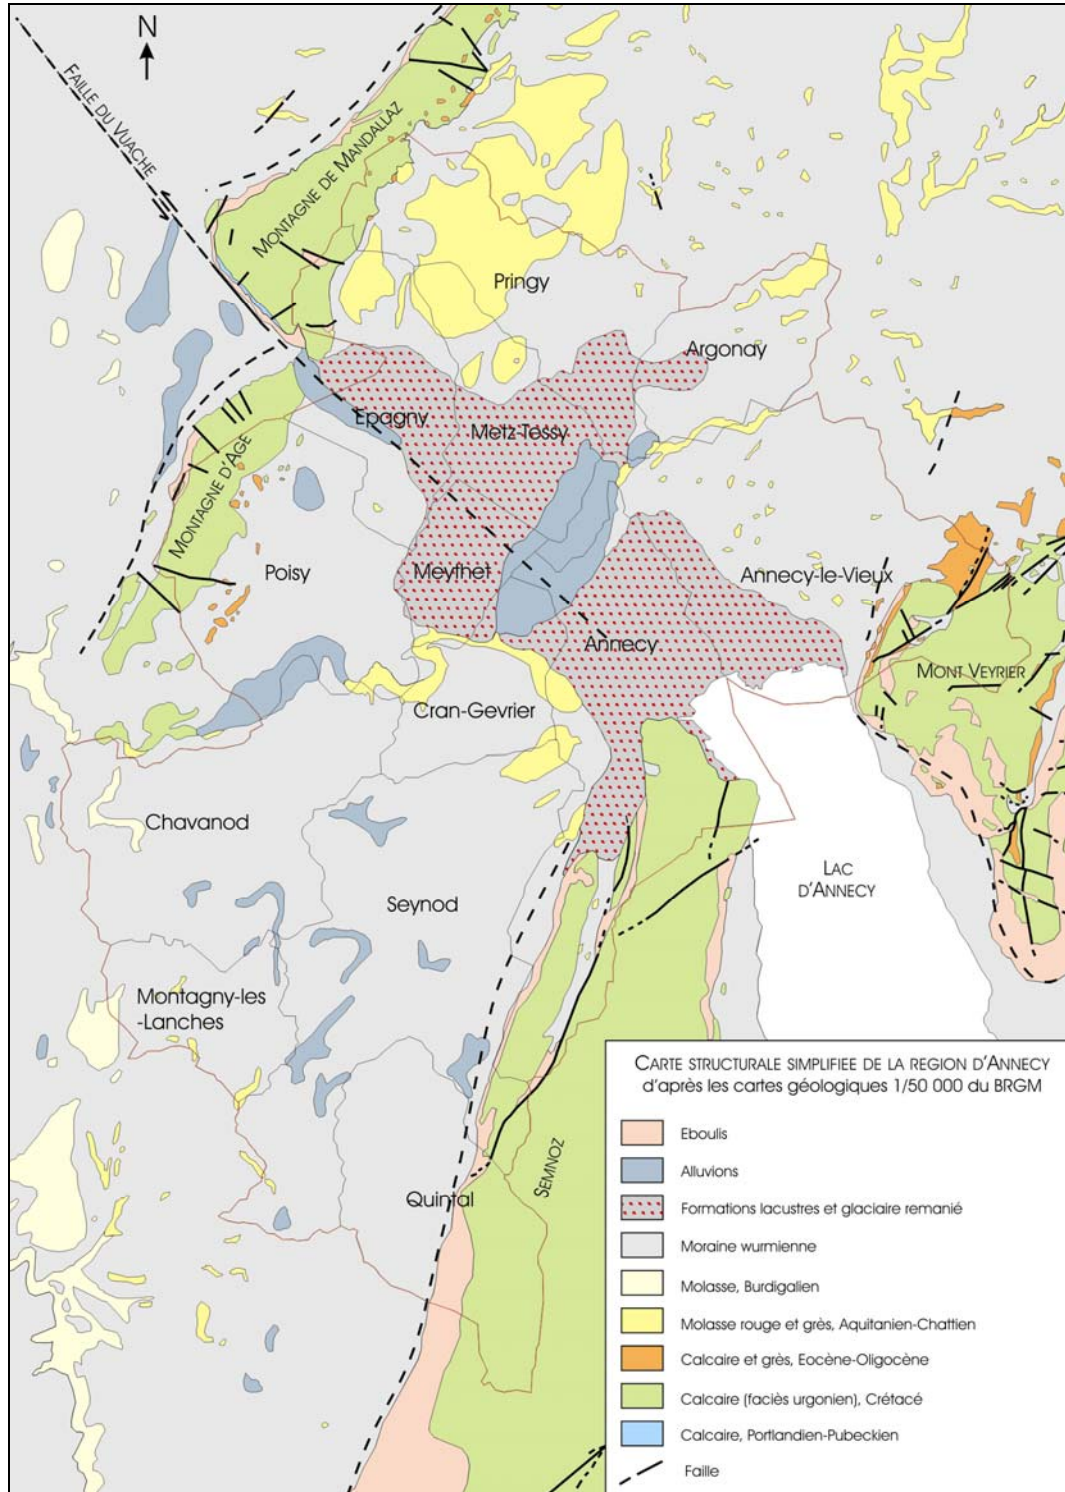 N
FAILLE DU VUACHE
MONTAGNE DE MANDALLAZ
Pringy
Argonay
Epagny
Metz-Tessy
MONTAGNE D'AGE
Poisy
Meythet
Annecy-le-Vieux
Annecy
MONT VEYRIER
Cran-Gevrier
Chavanod
LAC
D'ANNECY
Seynod
Montagny-les
-Lanches
Quintal
SEMNOZ
CARTE STRUCTURALE SIMPLIFIEE DE LA REGION D'ANNECY
d'après les cartes géologiques 1/50 000 du BRGM
Eboulis
Alluvions
Formations lacustres et glaciaire remanié
Moraine wurmienne
Molasse, Burdigalien
Molasse rouge et grès, Aquitanien-Chattien
Calcaire et grès, Eocène-Oligocène
Calcaire (faciès urgonien), Crétacé
Calcaire, Portlandien-Pubeckien
Faille